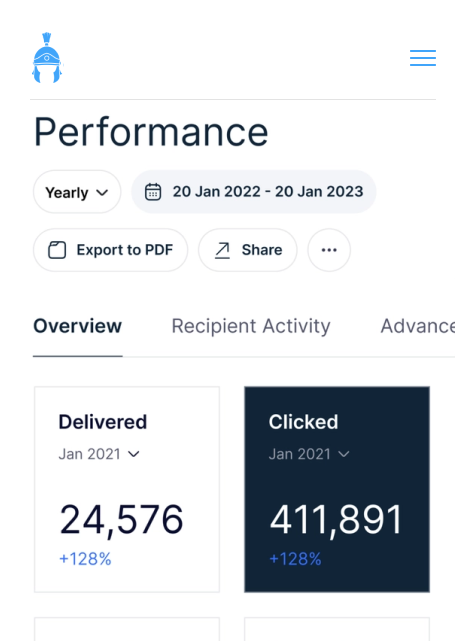 Performance
Yearly
20 Jan 2022 - 20 Jan 2023
Export to PDF
Share
Overview
Recipient Activity
Advance
Delivered
Jan 2021
24,576
+128%
Clicked
Jan 2021
411,891
+128%